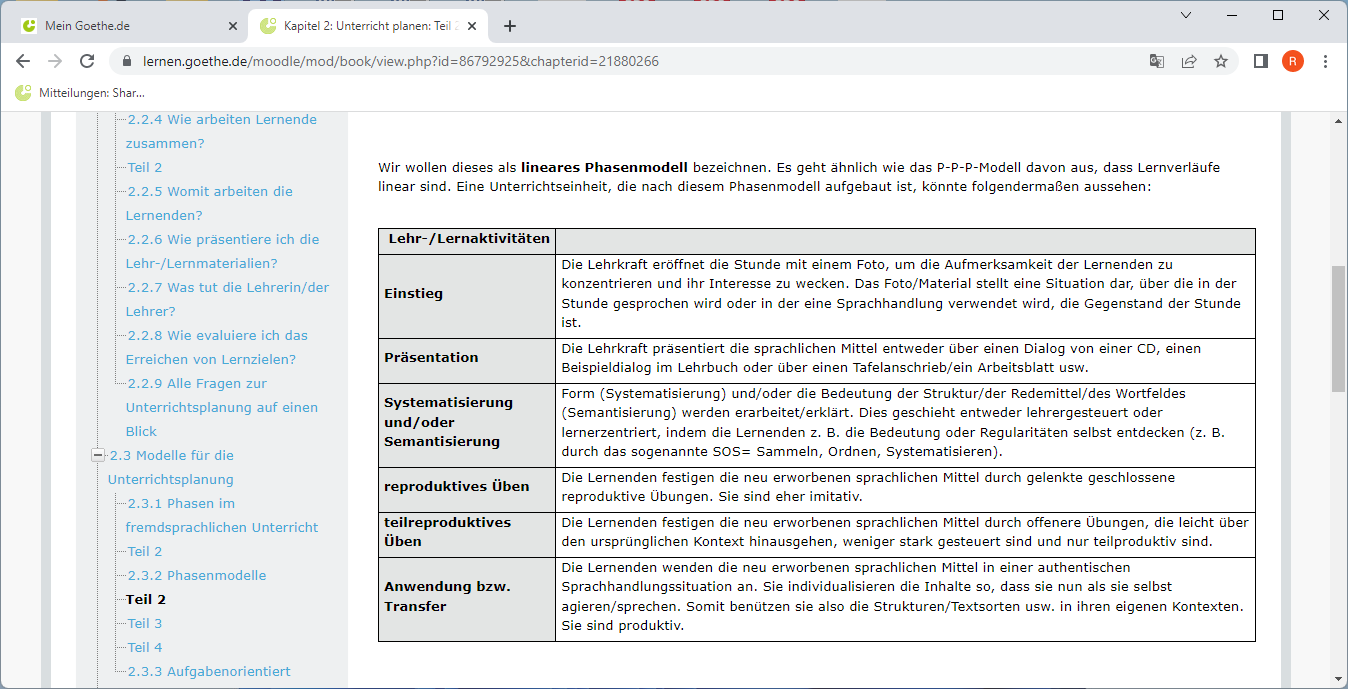 Mein Goethe.de
Kapitel 2: Unterricht planen: Teil 2
lernen.goethe.de/moodle/mod/book/view.php?id=86792925&chapterid=21880266
R
Mitteilungen: Shar...
2.2.4 Wie arbeiten Lernende
zusammen?
Teil 2
2.2.5 Womit arbeiten die
Lernenden?
2.2.6 Wie präsentiere ich die
Lehr-/Lernmaterialien?
2.2.7 Was tut die Lehrerin/der
Lehrer?
2.2.8 Wie evaluiere ich das
Erreichen von Lernzielen?
2.2.9 Alle Fragen zur
Unterrichtsplanung auf einen
Blick
2.3 Modelle für die
Unterrichtsplanung
2.3.1 Phasen im
fremdsprachlichen Unterricht
Teil 2
2.3.2 Phasenmodelle
Teil 2
Teil 3
Teil 4
2.3.3 Aufgabenorientiert
Wir wollen dieses als lineares Phasenmodell bezeichnen. Es geht ähnlich wie das P-P-P-Modell davon aus, dass Lernverläufe
linear sind. Eine Unterrichtseinheit, die nach diesem Phasenmodell aufgebaut ist, könnte folgendermaßen aussehen:
Lehr-/Lernaktivitäten
Einstieg
Die Lehrkraft eröffnet die Stunde mit einem Foto, um die Aufmerksamkeit der Lernenden zu
konzentrieren und ihr Interesse zu wecken. Das Foto/Material stellt eine Situation dar, über die in der
Stunde gesprochen wird oder in der eine Sprachhandlung verwendet wird, die Gegenstand der Stunde
ist.
Präsentation
Die Lehrkraft präsentiert die sprachlichen Mittel entweder über einen Dialog von einer CD, einen
Beispieldialog im Lehrbuch oder über einen Tafelanschrieb/ein Arbeitsblatt usw.
Systematisierung
und/oder
Semantisierung
Form (Systematisierung) und/oder die Bedeutung der Struktur/der Redemittel/des Wortfeldes
(Semantisierung) werden erarbeitet/erklärt. Dies geschieht entweder lehrergesteuert oder
lernerzentriert, indem die Lernenden z. B. die Bedeutung oder Regularitäten selbst entdecken (z. B.
durch das sogenannte SOS= Sammeln, Ordnen, Systematisieren).
reproduktives Üben
Die Lernenden festigen die neu erworbenen sprachlichen Mittel durch gelenkte geschlossene
reproduktive Übungen. Sie sind eher imitativ.
teilreproduktives
Üben
Die Lernenden festigen die neu erworbenen sprachlichen Mittel durch offenere Übungen, die leicht über
den ursprünglichen Kontext hinausgehen, weniger stark gesteuert sind und nur teilproduktiv sind.
Anwendung bzw.
Transfer
Die Lernenden wenden die neu erworbenen sprachlichen Mittel in einer authentischen
Sprachhandlungssituation an. Sie individualisieren die Inhalte so, dass sie nun als sie selbst
agieren/sprechen. Somit benützen sie also die Strukturen/Textsorten usw. in ihren eigenen Kontexten.
Sie sind produktiv.